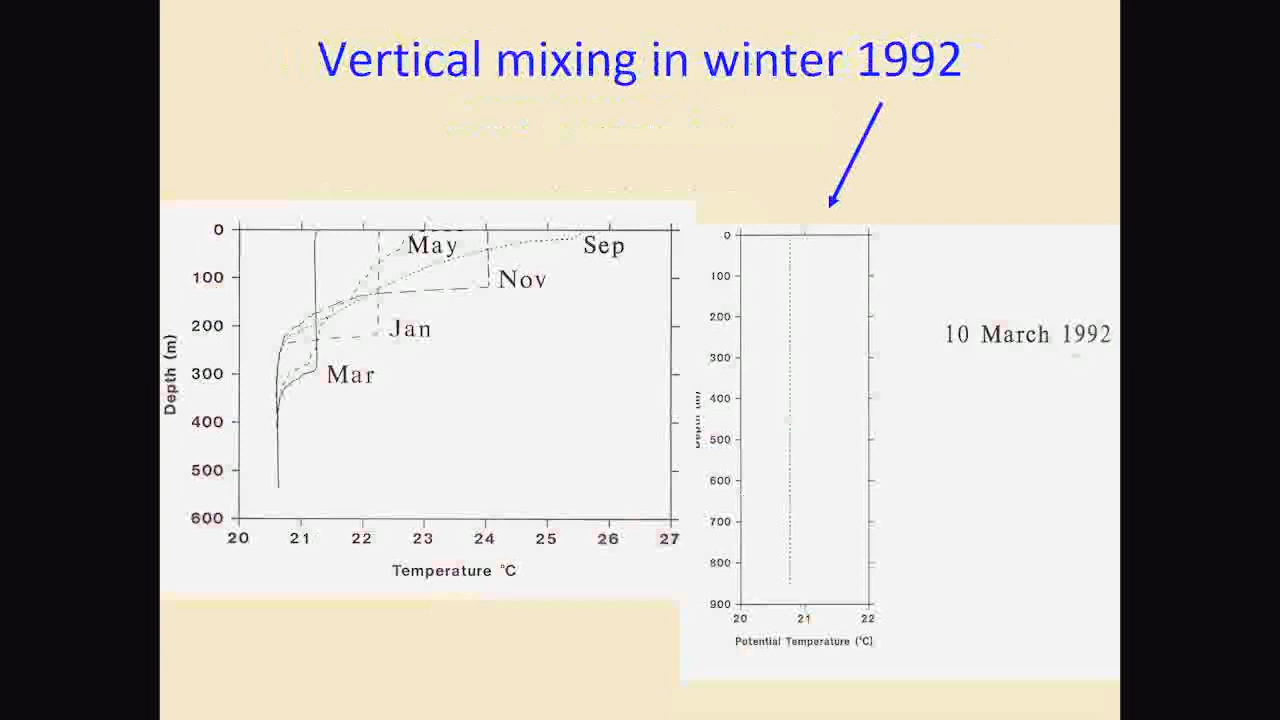 Vertical mixing in winter 1992
0
100
200
300
400
500
600
Depth (m)
20 21 22 23 24 25 26 27
Temperature °C
May
Sep
Nov
Jan
Mar
0
100
200
300
400
500
600
700
800
900
Depth (m)
20 21 22
Potential Temperature (°C)
10 March 1992